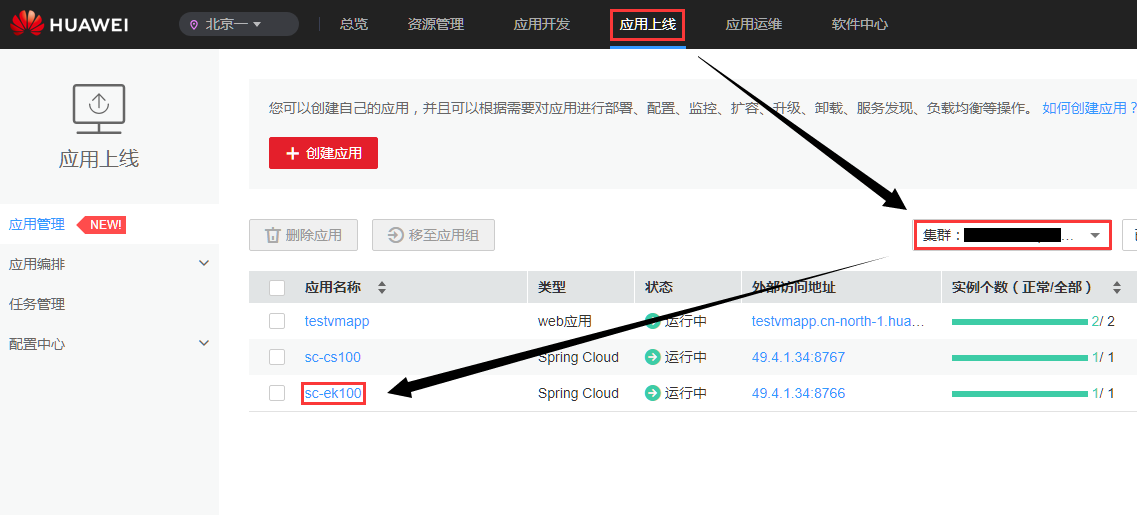 HUAWEI 北京一 总览 资源管理 应用开发 应用上线 应用运维 软件中心
应用上线
您可以创建自己的应用，并且可以根据需要对应用进行部署、配置、监控、扩容、升级、卸载、服务发现、负载均衡等操作。 如何创建应用？
+ 创建应用
应用管理 NEW!
应用编排
任务管理
配置中心
删除应用 移至应用组 集群： ...
应用名称 类型 状态 外部访问地址 实例个数（正常/全部）
testvmapp web应用 运行中 testvmapp.cn-north-1.hua… 2/ 2
sc-cs100 Spring Cloud 运行中 49.4.1.34:8767 1/ 1
sc-ek100 Spring Cloud 运行中 49.4.1.34:8766 1/ 1